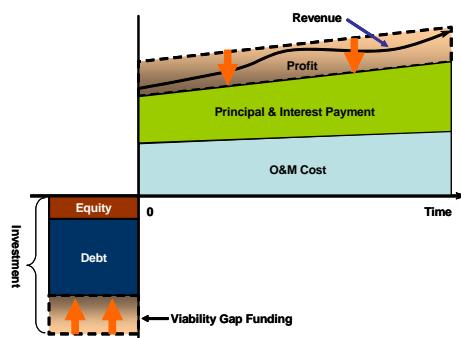 Revenue
Profit
Principal & Interest Payment
O&M Cost
Equity
0
Time
Investment
Debt
Viability Gap Funding